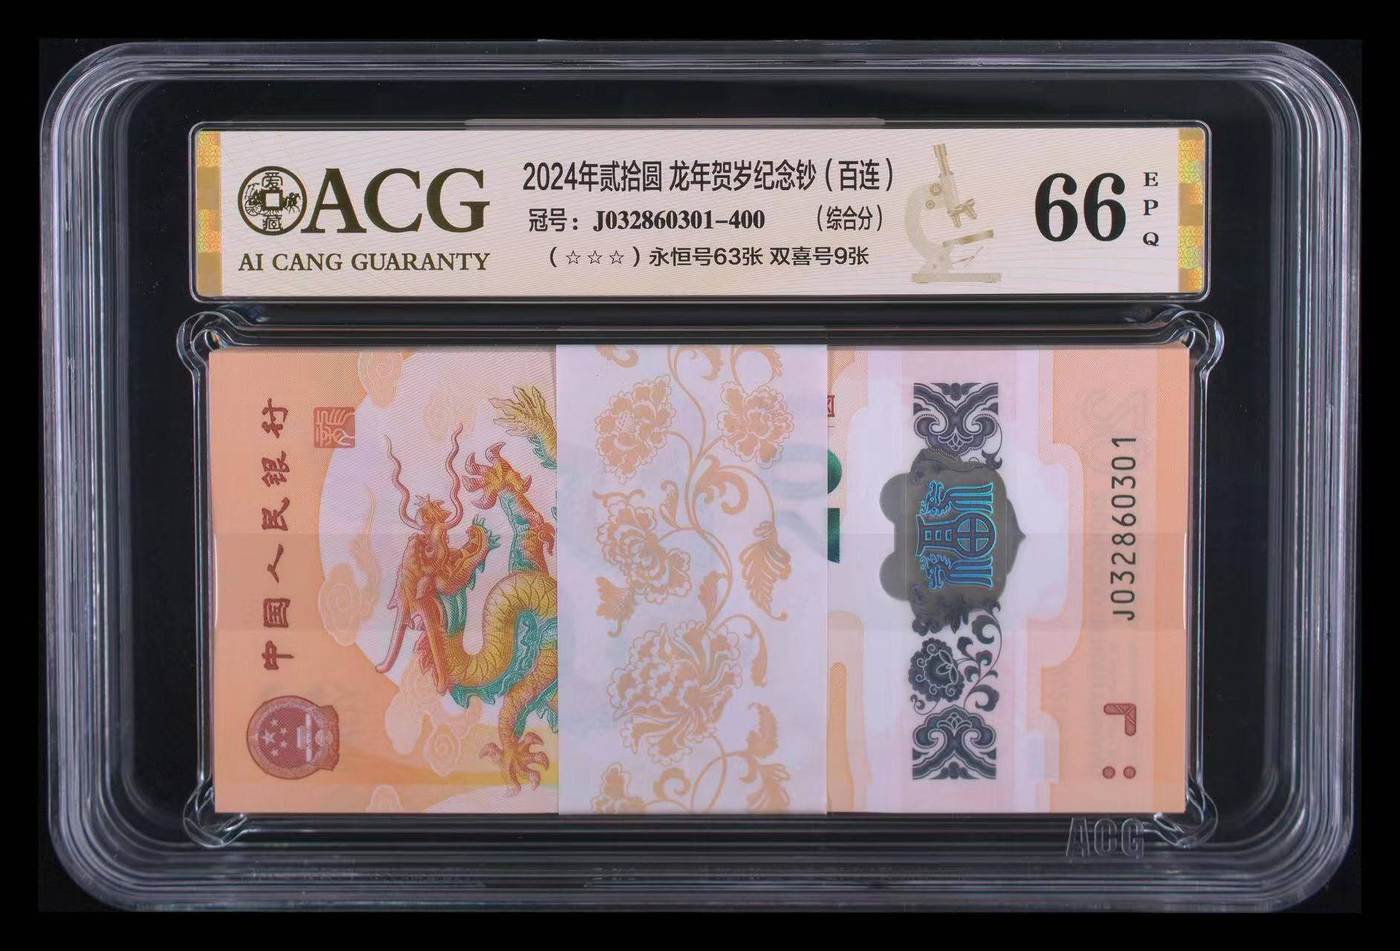 ACG
AI CANG GUARANTY
2024年贰拾圆 龙年贺岁纪念钞(百连)
冠号: J032860301-400 (综合分)
(☆☆☆) 永恒号63张 双喜号9张
66
EPQ
中国人民银行
J032860301
ACG